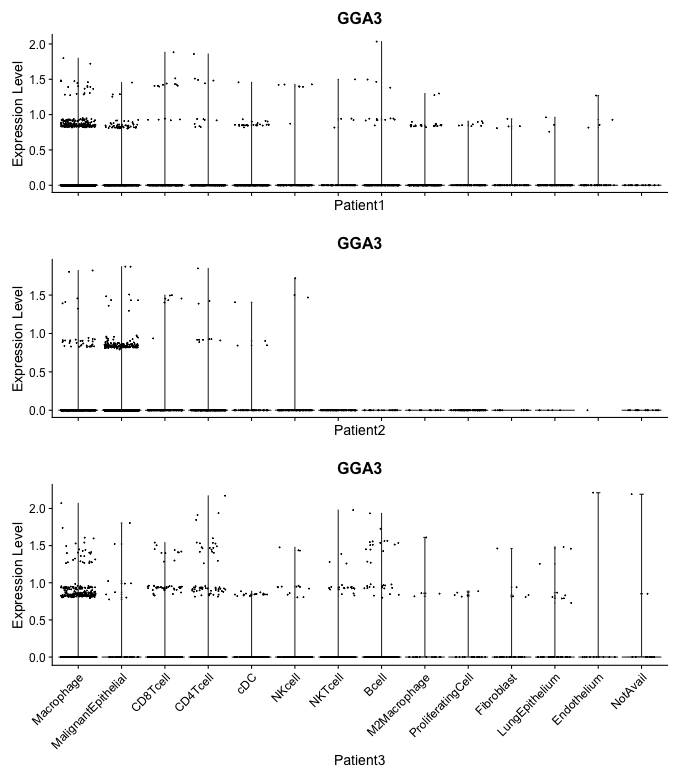 GGA3
Expression Level
2.0
1.5
1.0
0.5
0.0
Patient1
GGA3
Expression Level
1.5
1.0
0.5
0.0
Patient2
GGA3
Expression Level
2.0
1.5
1.0
0.5
0.0
Macrophage
MalignantEpithelial
CD8Tcell
CD4Tcell
cDC
NKcell
NKTcell
Bcell
M2Macrophage
ProliferatingCell
Fibroblast
LungEpithelium
Endothelium
NotAvail
Patient3